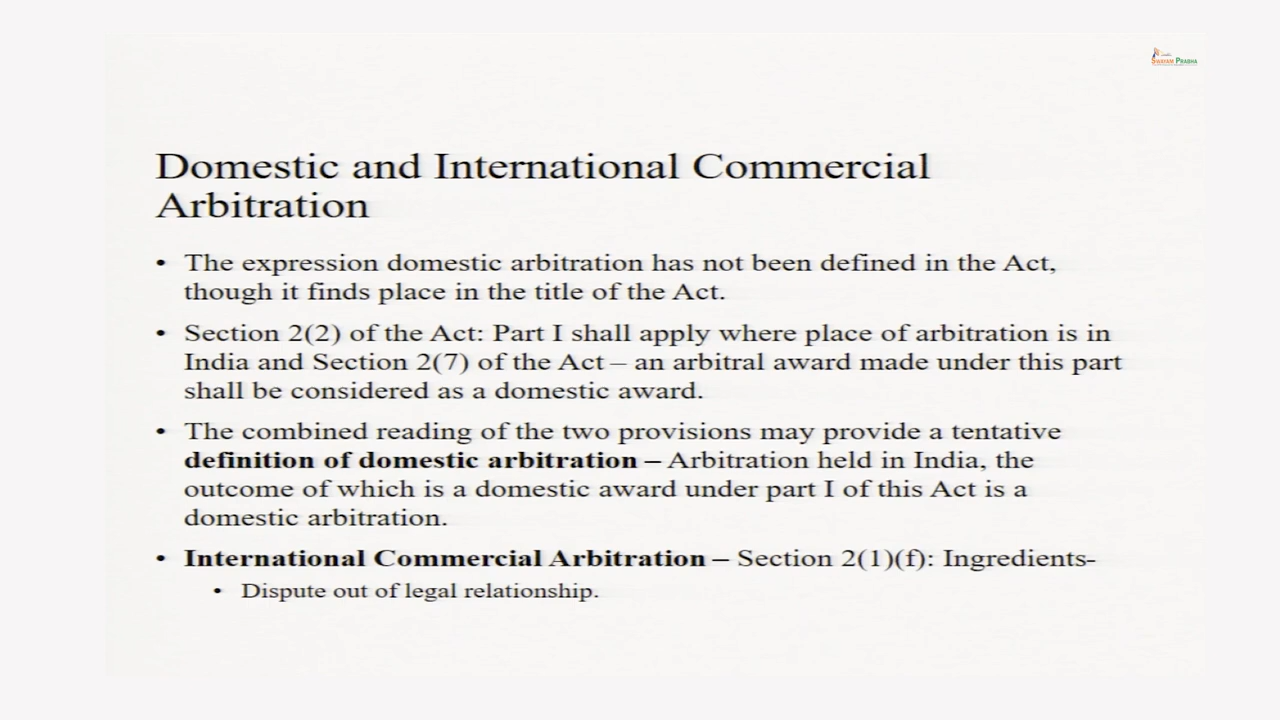 SWAYAM PRABHA
Domestic and International Commercial
Arbitration
• The expression domestic arbitration has not been defined in the Act,
though it finds place in the title of the Act.
• Section 2(2) of the Act: Part I shall apply where place of arbitration is in
India and Section 2(7) of the Act – an arbitral award made under this part
shall be considered as a domestic award.
• The combined reading of the two provisions may provide a tentative
definition of domestic arbitration – Arbitration held in India, the
outcome of which is a domestic award under part I of this Act is a
domestic arbitration.
• International Commercial Arbitration – Section 2(1)(f): Ingredients-
• Dispute out of legal relationship.